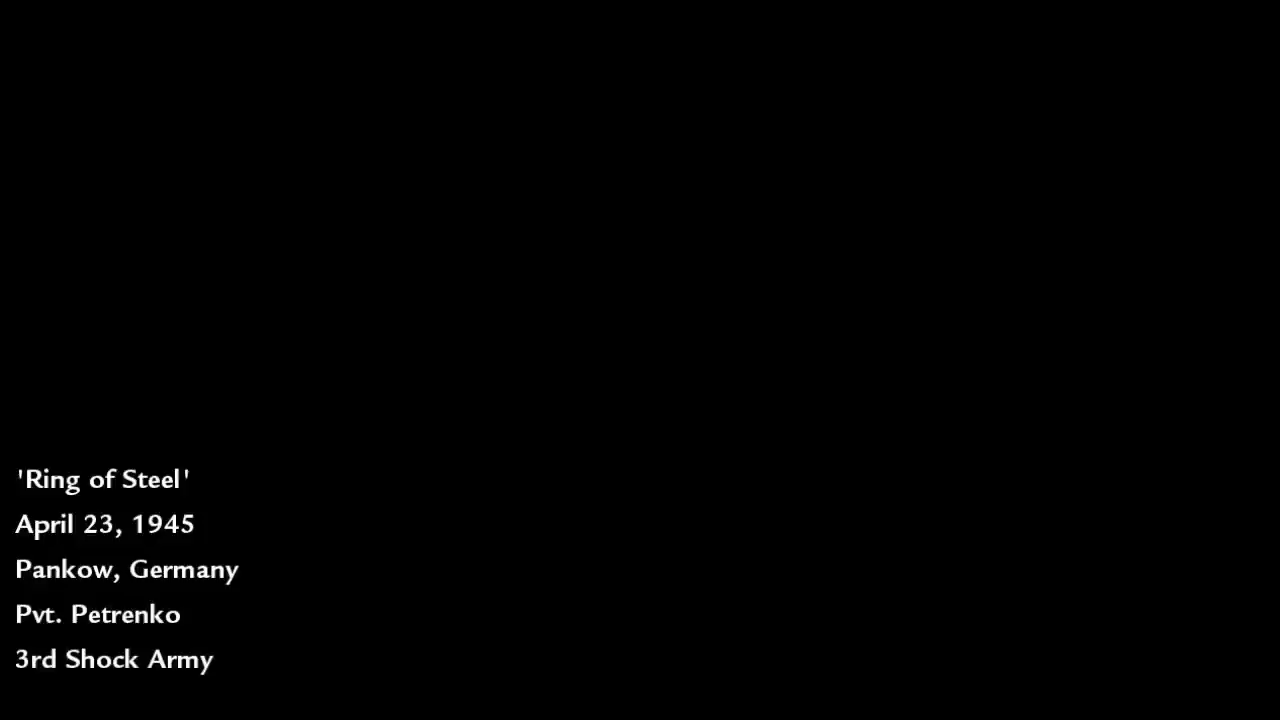 'Ring of Steel'
April 23, 1945
Pankow, Germany
Pvt. Petrenko
3rd Shock Army